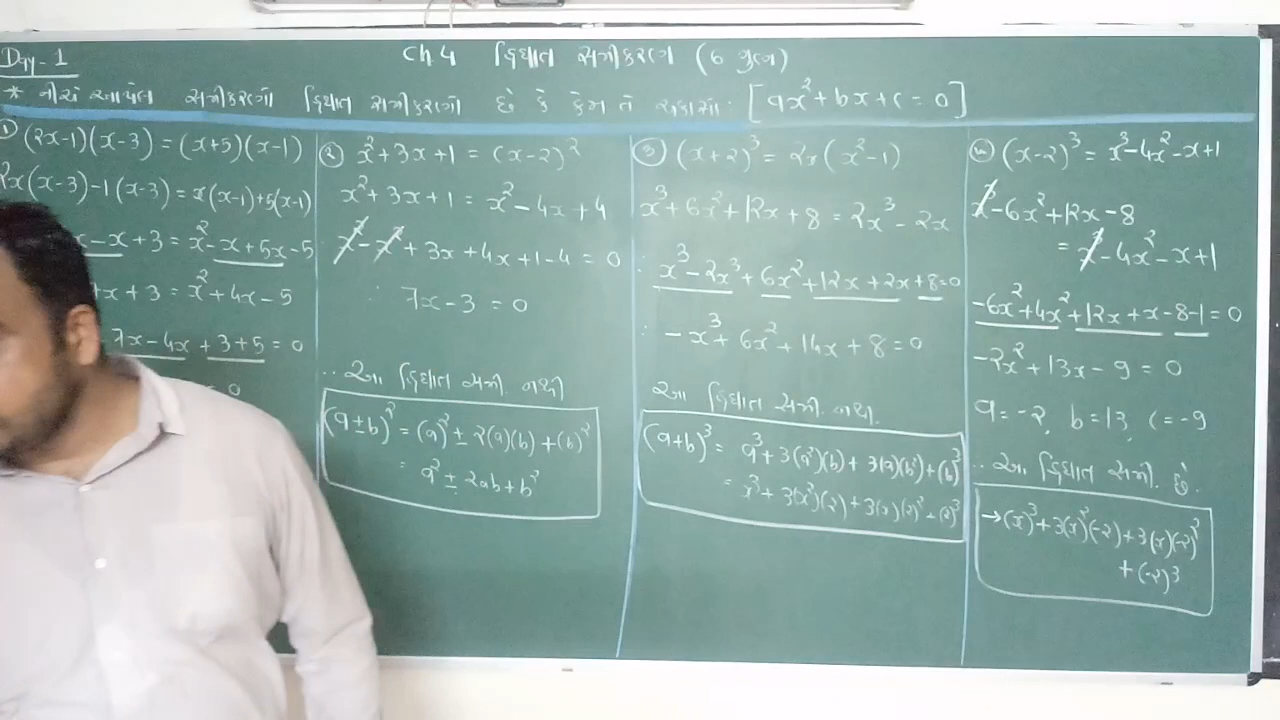 Day-1
Ch 4 દ્વિઘાત સમીકરણ (6 ગુણ)
* નીચે આપેલ સમીકરણો દ્વિઘાત સમીકરણો છે કે કેમ તે ચકાસો: [ax² + bx + c = 0]
① (2x-1)(x-3) = (x+5)(x-1)
2x(x-3) -1(x-3) = x(x-1)+5(x-1)
x - x + 3 = x² - x + 5x - 5
x + 3 = x² + 4x - 5
7x - 4x + 3 + 5 = 0
= 0
② x² + 3x + 1 = (x-2)²
x² + 3x + 1 = x² - 4x + 4
x² - x² + 3x + 4x + 1 - 4 = 0
∴ 7x - 3 = 0
∴ આ દ્વિઘાત સમી. નથી
(a±b)² = (a)² ± 2(a)(b) + (b)²
= a² ± 2ab + b²
③ (x+2)³ = 2x(x²-1)
x³ + 6x² + 12x + 8 = 2x³ - 2x
∴ x³ - 2x³ + 6x² + 12x + 2x + 8 = 0
∴ -x³ + 6x² + 14x + 8 = 0
આ દ્વિઘાત સમી. નથી.
(a+b)³ = a³ + 3(a²)(b) + 3(a)(b²) + (b)³
= x³ + 3(x²)(2) + 3(x)(2)² + (2)³
(x-2)³ = x³ - 4x² - x + 1
x³ - 6x² + 12x - 8
= x³ - 4x² - x + 1
-6x² + 4x² + 12x + x - 8 - 1 = 0
-2x² + 13x - 9 = 0
a = -2, b = 13, c = -9
∴ આ દ્વિઘાત સમી. છે.
→ (x)³ + 3(x)²(-2) + 3(x)(-2)²
+ (-2)³